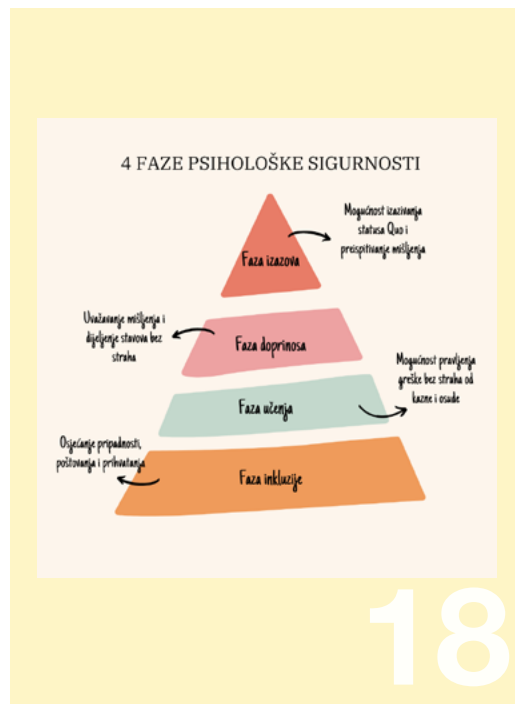 4 FAZE PSIHOLOŠKE SIGURNOSTI
Mogućnost izazivanja
statusa Quo i
preispitivanje mišljenja
Faza izazova
Uvažavanje mišljenja i
dijeljenje stavova bez
straha
Faza doprinosa
Mogućnost pravljenja
greške bez straha od
kazne i osude
Faza učenja
Osjećanje pripadnosti,
poštovanja i prihvatanja
Faza inkluzije
18